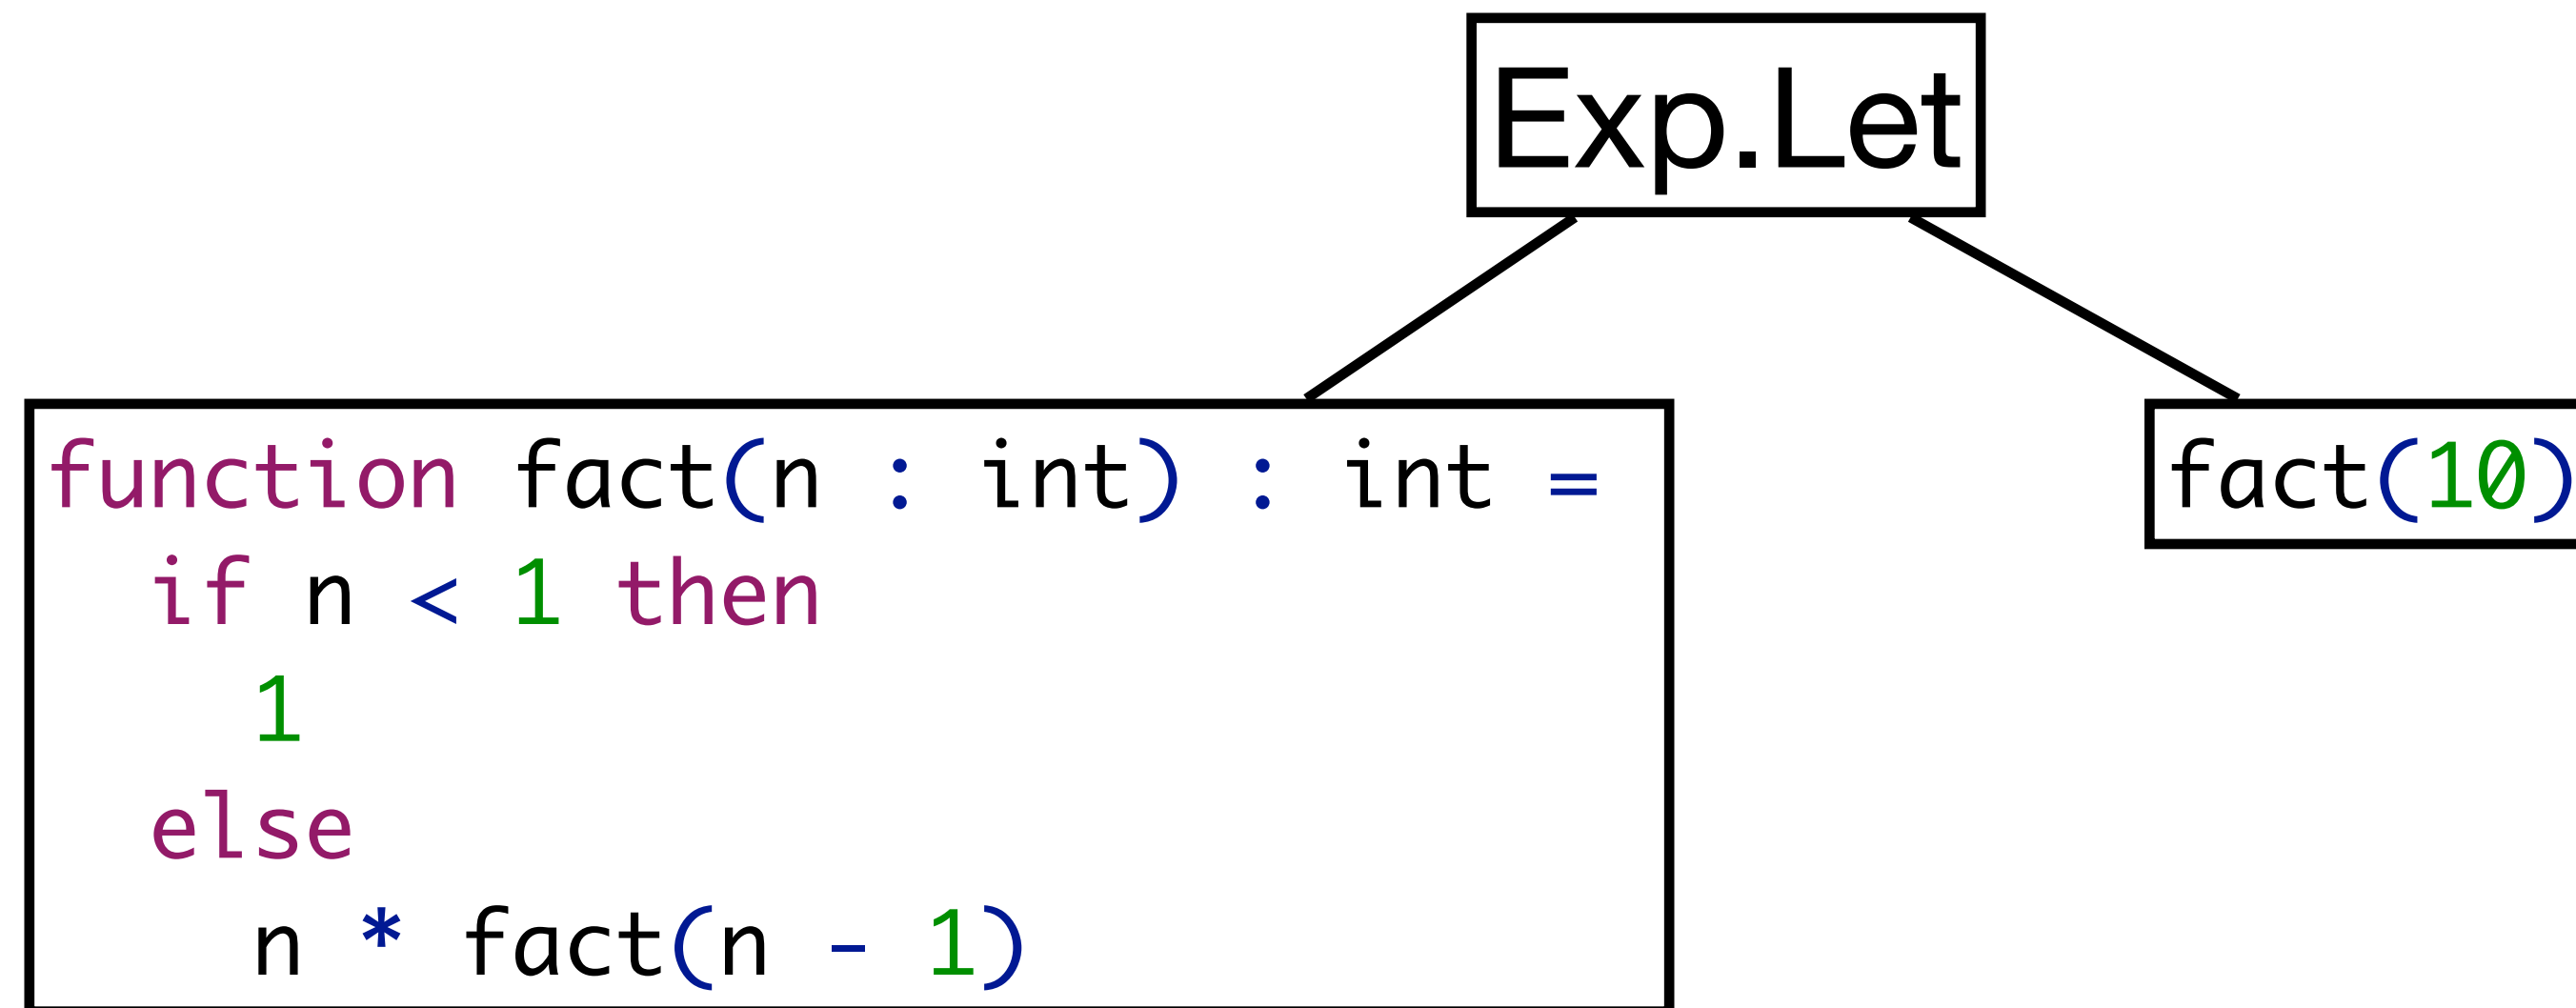 Exp.Let
function fact(n : int) : int =
if n < 1 then
1
else
n * fact(n - 1)
fact(10)